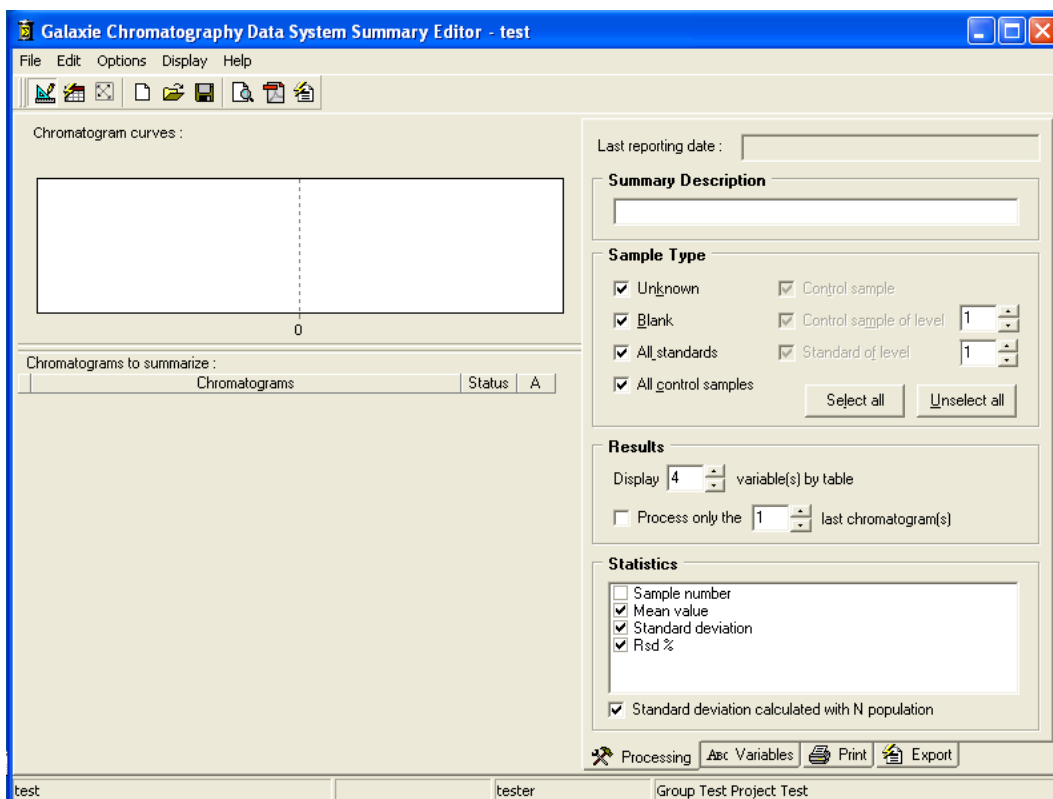 Galaxie Chromatography Data System Summary Editor - test
File Edit Options Display Help
Chromatogram curves :
0
Chromatograms to summarize :
Chromatograms Status A
Last reporting date :
Summary Description
Sample Type
Unknown Control sample
Blank Control sample of level 1
All standards Standard of level 1
All control samples
Select all Unselect all
Results
Display 4 variable(s) by table
Process only the 1 last chromatogram(s)
Statistics
Sample number
Mean value
Standard deviation
Rsd %
Standard deviation calculated with N population
Processing ABC Variables Print Export
test tester Group Test Project Test